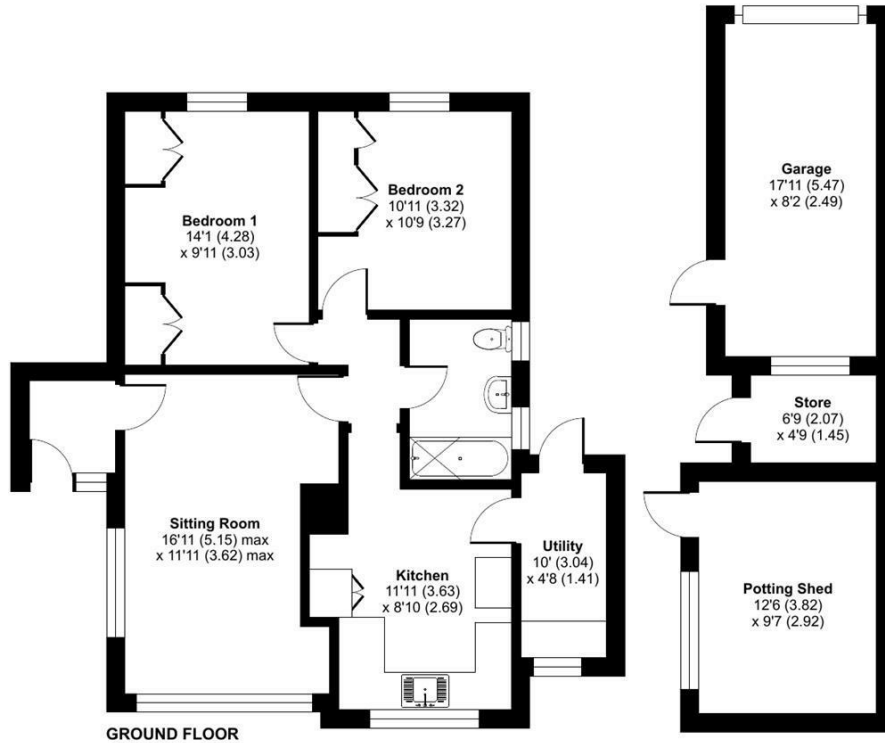 Garage
17'11 (5.47)
x 8'2 (2.49)
Bedroom 2
10'11 (3.32)
x 10'9 (3.27)
Bedroom 1
14'1 (4.28)
x 9'11 (3.03)
Store
6'9 (2.07)
x 4'9 (1.45)
Sitting Room
16'11 (5.15) max
x 11'11 (3.62) max
Kitchen
11'11 (3.63)
x 8'10 (2.69)
Utility
10' (3.04)
x 4'8 (1.41)
Potting Shed
12'6 (3.82)
x 9'7 (2.92)
GROUND FLOOR